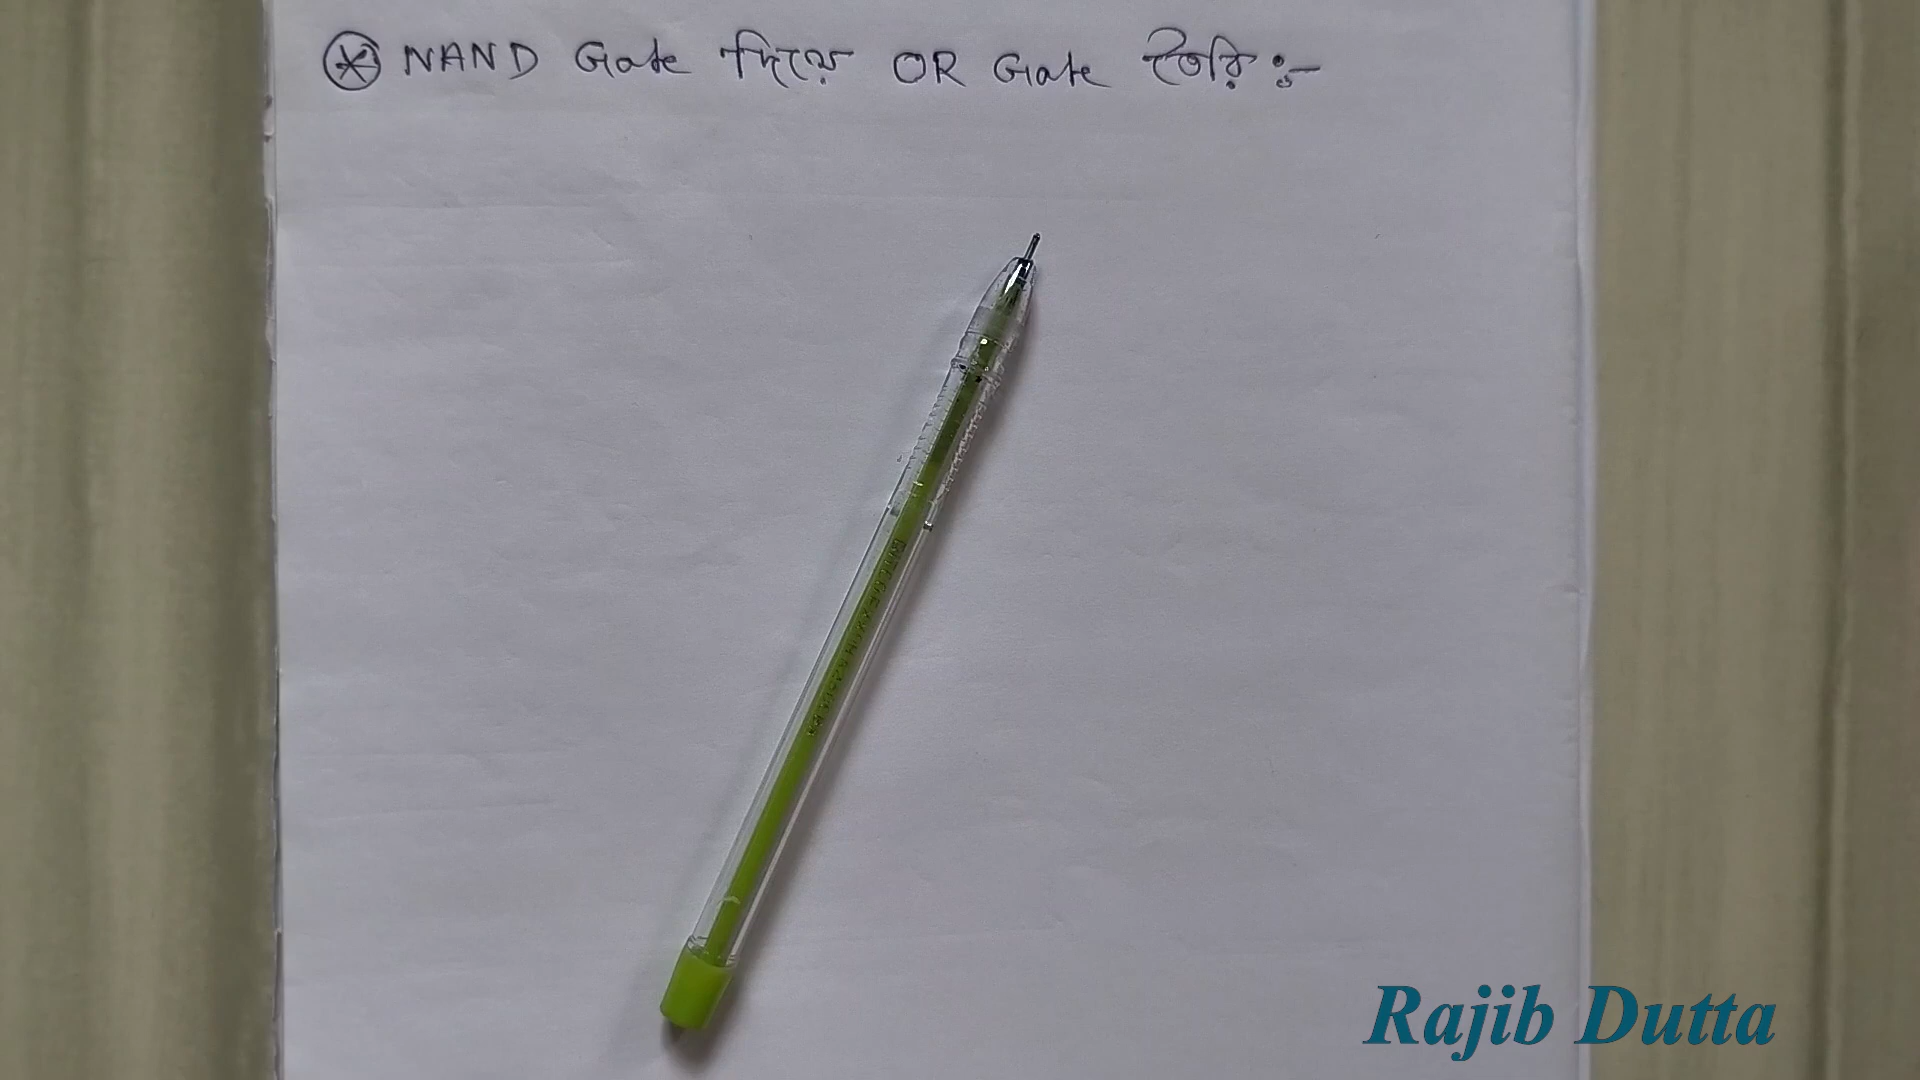 ⊛ NAND Gate দিয়ে OR Gate তৈরি :-
Rajib Dutta